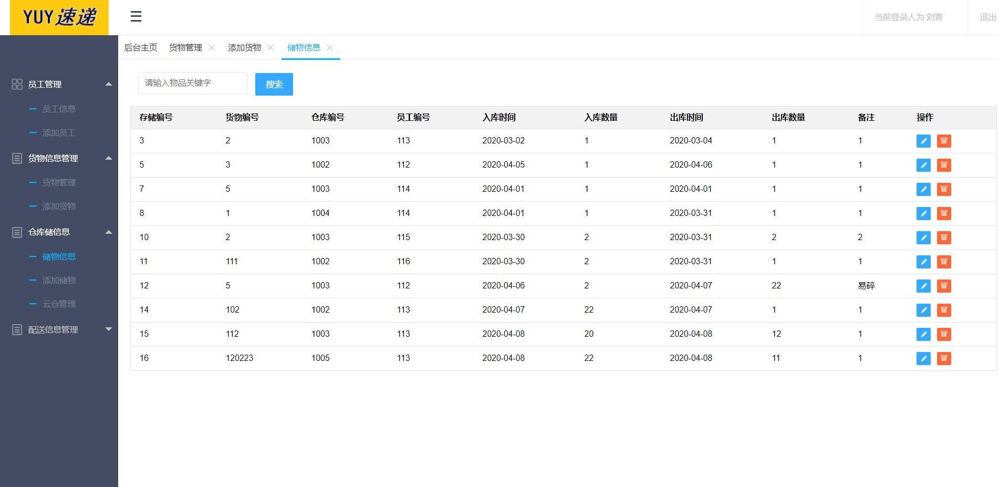 YUY速递
当前登录人为:刘青 退出
后台主页 货物管理 添加货物 储物信息
员工管理
员工信息
添加员工
货物信息管理
货物管理
添加货物
仓库储信息
储物信息
添加储物
云仓管理
配送信息管理
请输入物品关键字 搜索
存储编号 货物编号 仓库编号 员工编号 入库时间 入库数量 出库时间 出库数量 备注 操作
3 2 1003 113 2020-03-02 1 2020-03-04 1 1
5 3 1002 112 2020-04-05 1 2020-04-06 1 1
7 5 1003 114 2020-04-01 1 2020-04-01 1 1
8 1 1004 114 2020-04-01 1 2020-03-31 1 1
10 2 1003 115 2020-03-30 2 2020-03-31 2 2
11 111 1002 116 2020-03-30 2 2020-03-31 1 1
12 5 1003 112 2020-04-06 2 2020-04-07 22 易碎
14 102 1002 113 2020-04-07 22 2020-04-07 1 1
15 112 1003 113 2020-04-08 20 2020-04-08 12 1
16 120223 1005 113 2020-04-08 22 2020-04-08 11 1